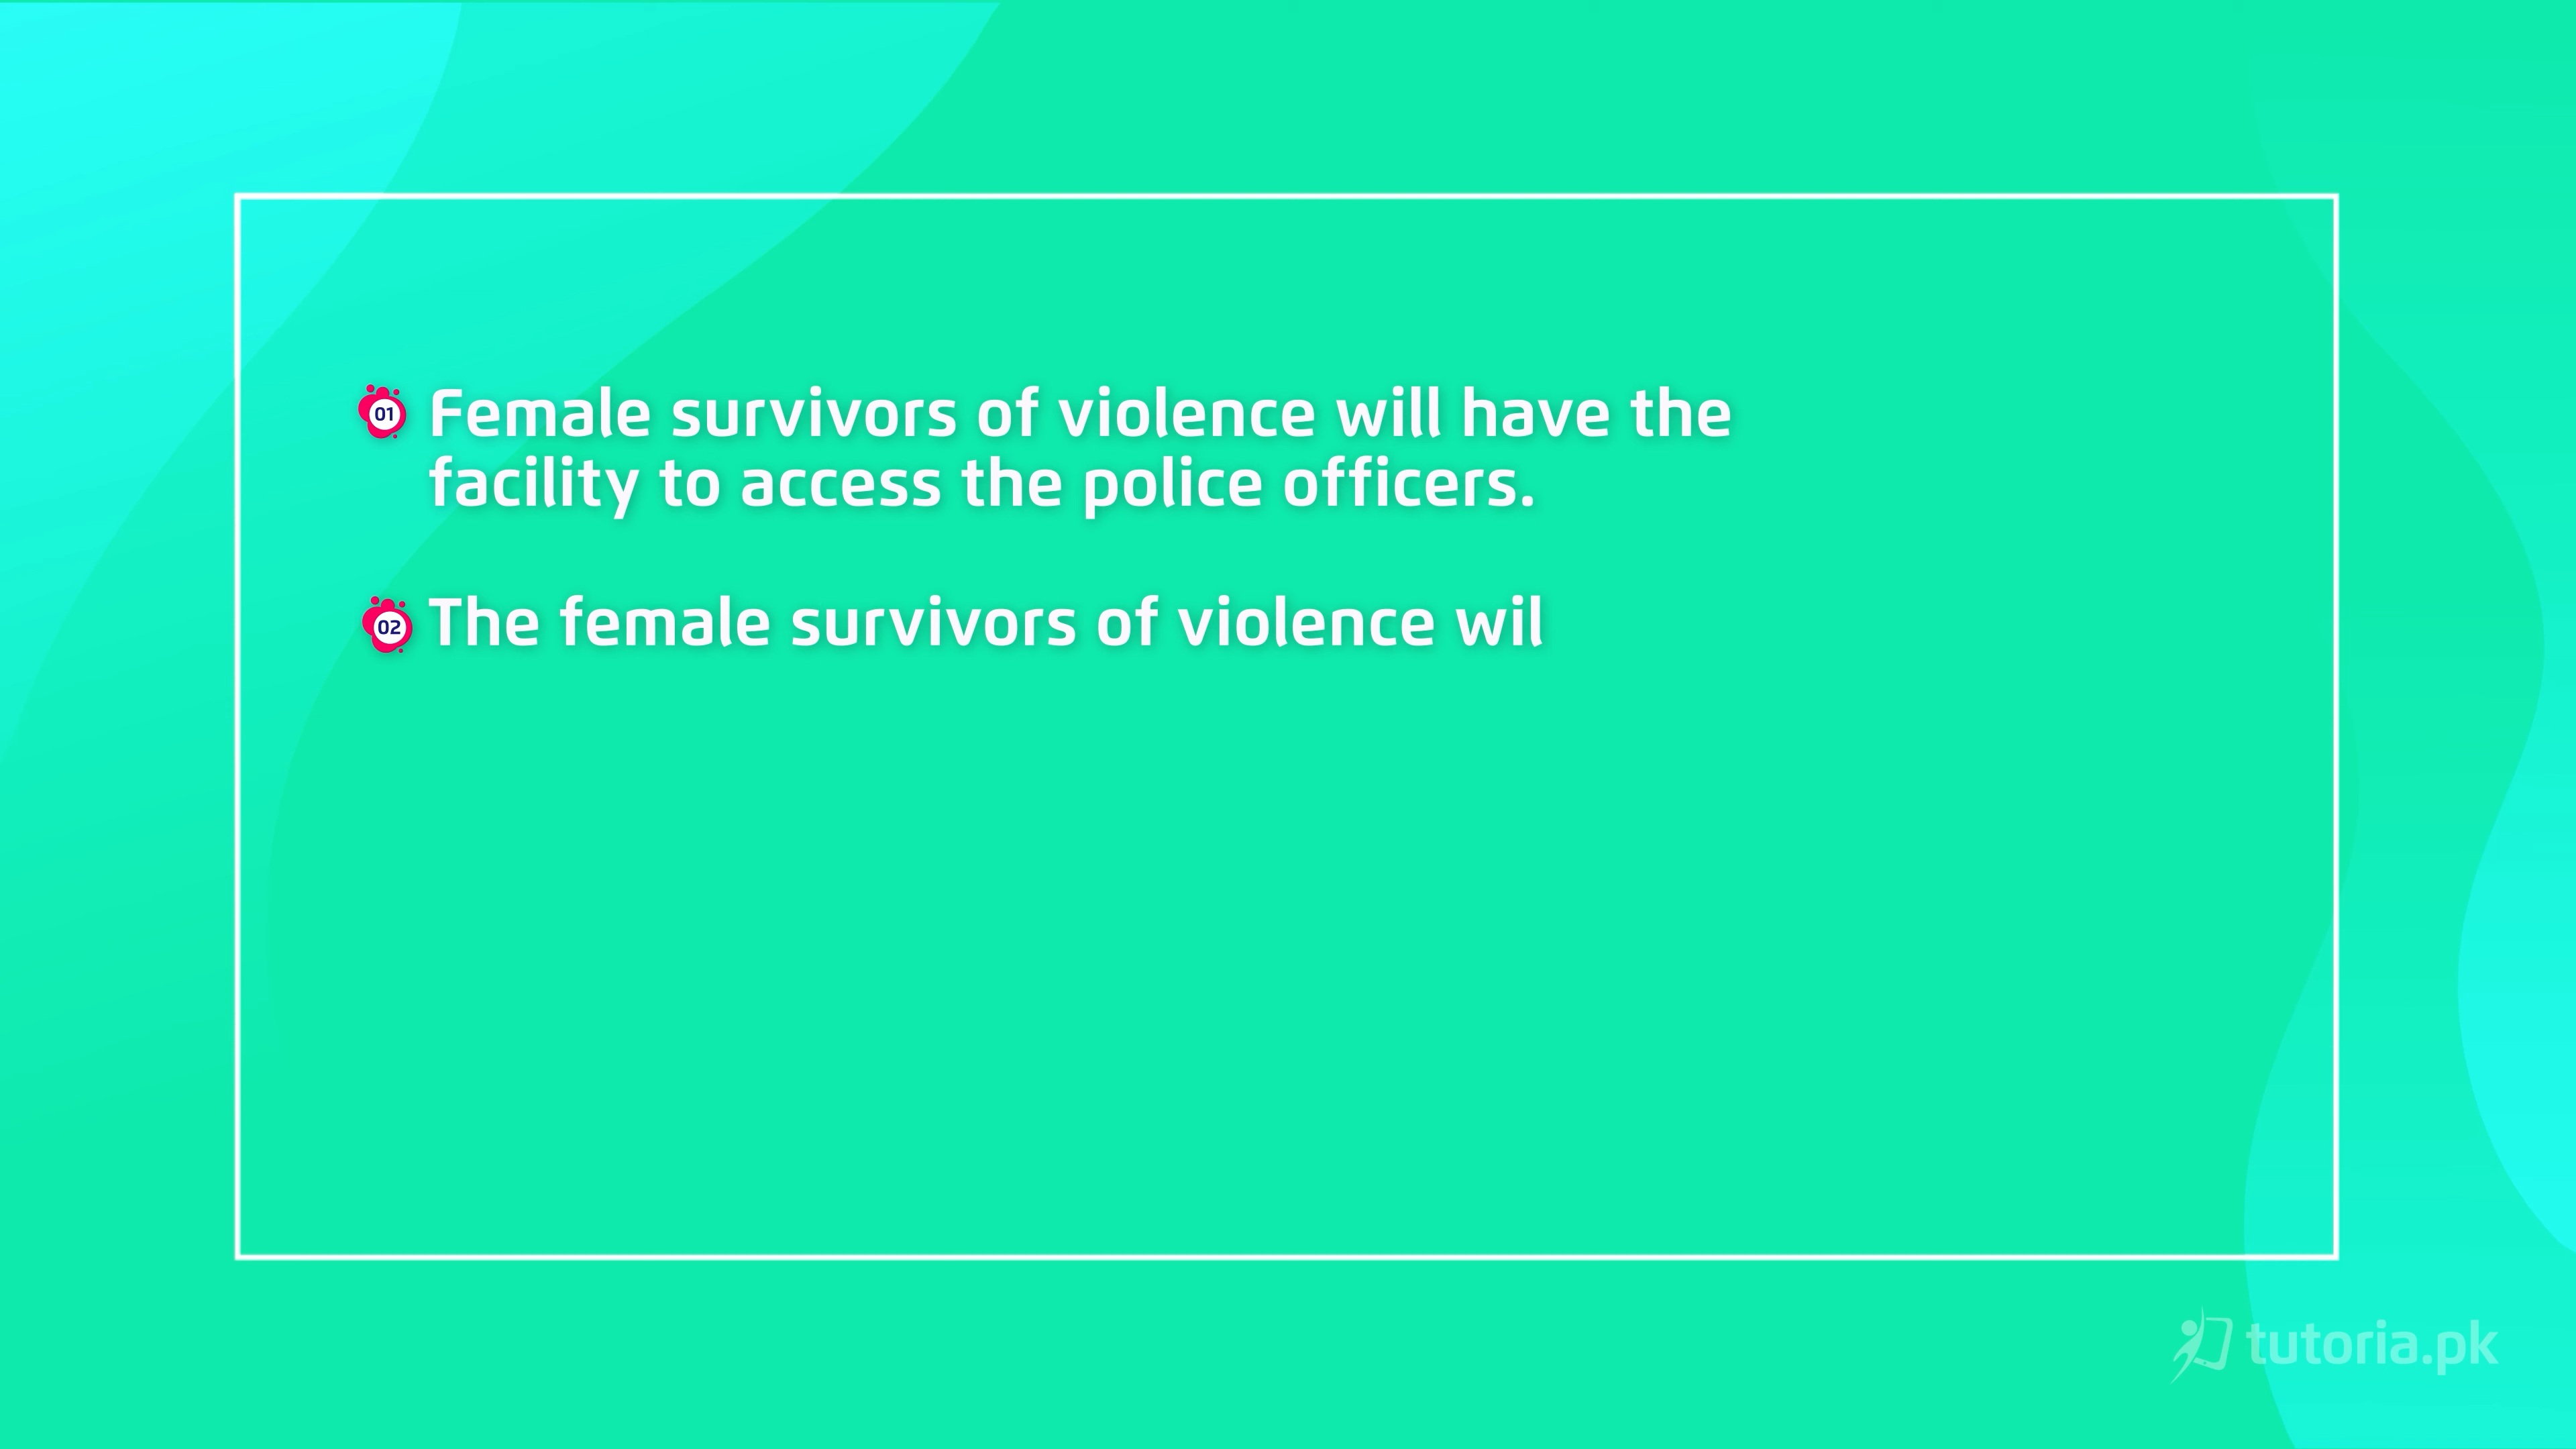 01 Female survivors of violence will have the
facility to access the police officers.
02 The female survivors of violence wil
tutoria.pk